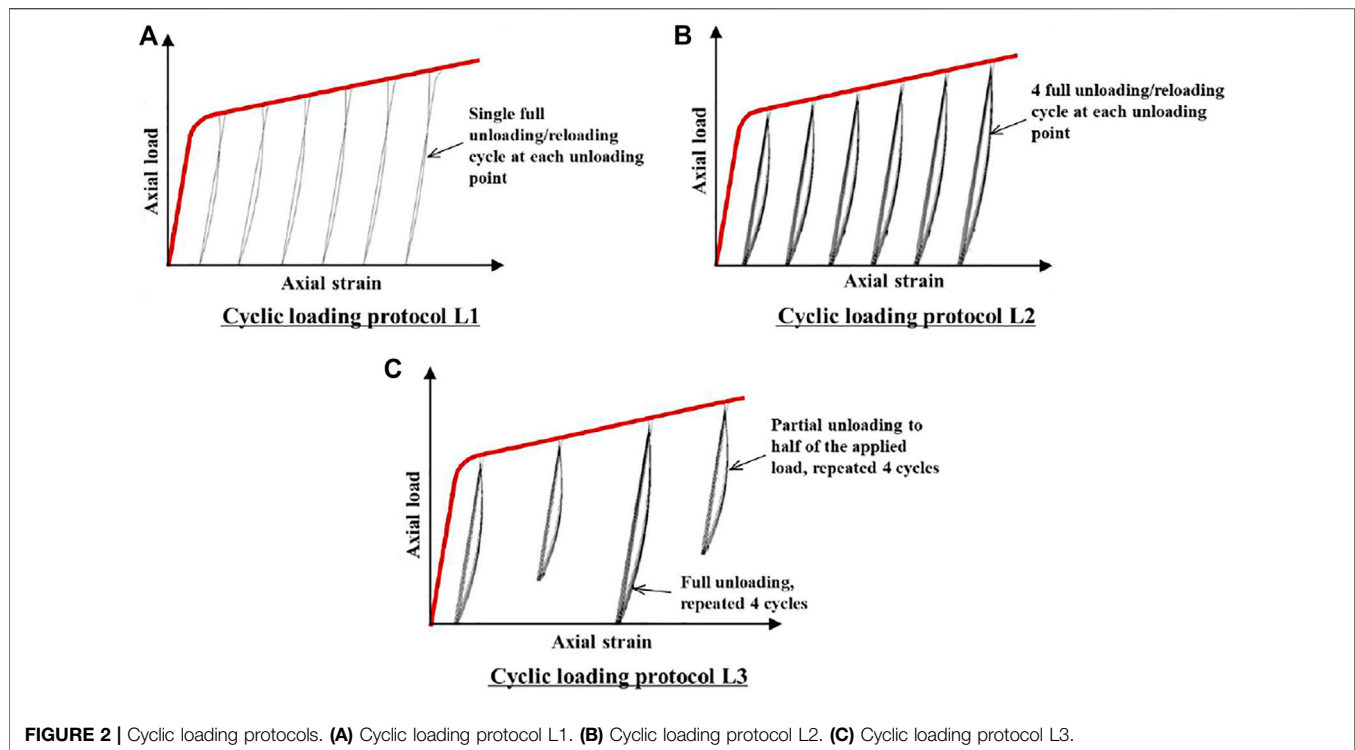 A
Axial load
Single full
unloading/reloading
cycle at each unloading
point
Axial strain
Cyclic loading protocol L1
B
Axial load
4 full unloading/reloading
cycle at each unloading
point
Axial strain
Cyclic loading protocol L2
C
Axial load
Partial unloading to
half of the applied
load, repeated 4 cycles
Full unloading,
repeated 4 cycles
Axial strain
Cyclic loading protocol L3
FIGURE 2 | Cyclic loading protocols. (A) Cyclic loading protocol L1. (B) Cyclic loading protocol L2. (C) Cyclic loading protocol L3.